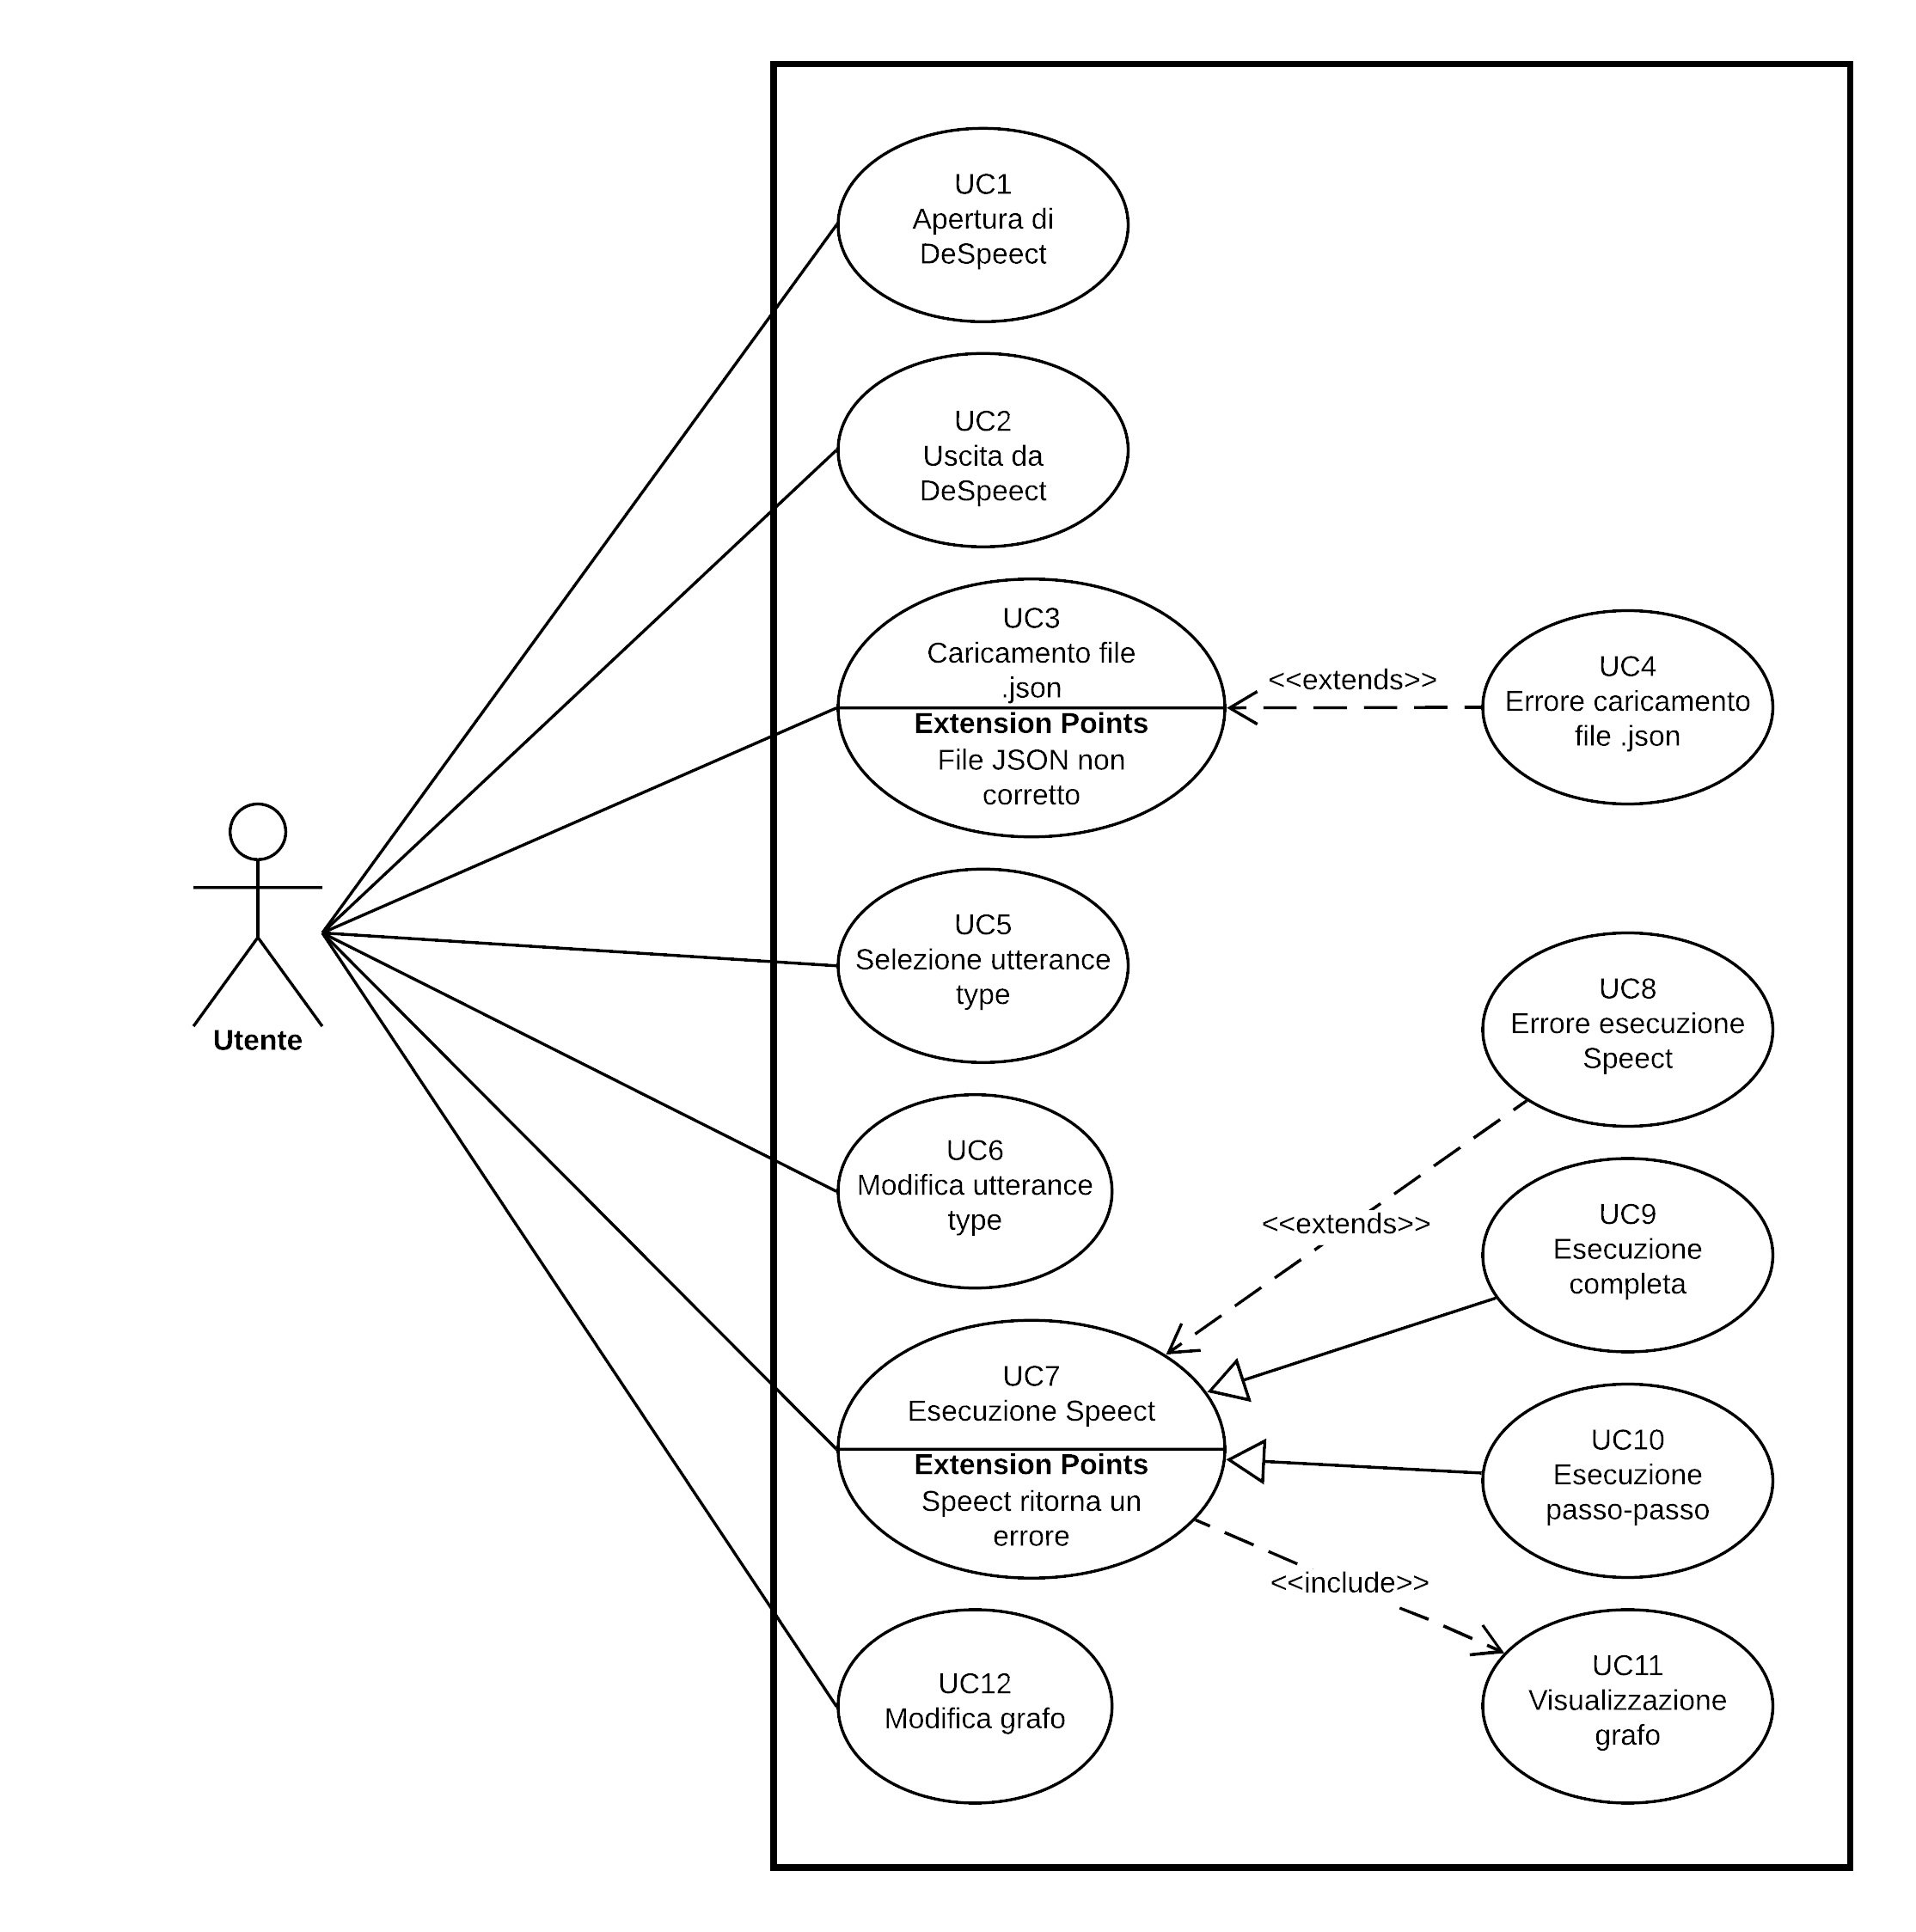 UC1
Apertura di
DeSpeect
UC2
Uscita da
DeSpeect
UC3
Caricamento file
.json
Extension Points
File JSON non
corretto
<<extends>>
UC4
Errore caricamento
file .json
Utente
UC5
Selezione utterance
type
UC6
Modifica utterance
type
UC8
Errore esecuzione
Speect
<<extends>>
UC9
Esecuzione
completa
UC7
Esecuzione Speect
Extension Points
Speect ritorna un
errore
UC10
Esecuzione
passo-passo
<<include>>
UC12
Modifica grafo
UC11
Visualizzazione
grafo